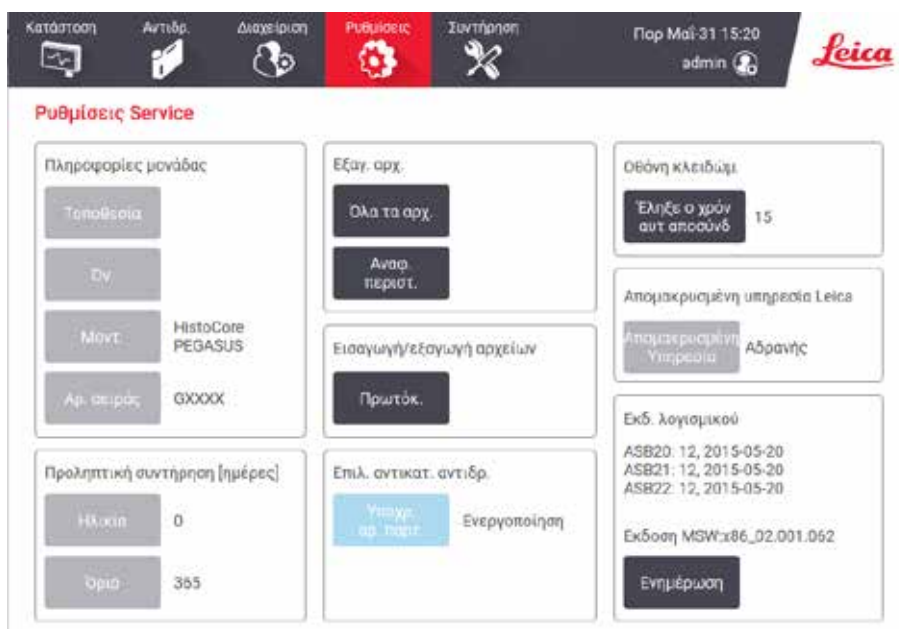 Κατάσταση
Αντιδρ.
Διαχείριση
Ρυθμίσεις
Συντήρηση
Παρ Μαΐ-31 15:20
admin
Leica
Ρυθμίσεις Service
Πληροφορίες μονάδας
Τοποθεσία
Όν
Μοντ.
HistoCore
PEGASUS
Αρ. σειράς
GXXXX
Προληπτική συντήρηση [ημέρες]
Ηλικία
0
Όριο
365
Εξαγ. αρχ.
Όλα τα αρχ.
Αναφ.
περιστ.
Εισαγωγή/εξαγωγή αρχείων
Πρωτόκ.
Επιλ. αντικατ. αντιδρ.
Υποχρ.
αρ. παρτ.
Ενεργοποίηση
Οθόνη κλειδώμ.
Έληξε ο χρόν
αυτ αποσύνδ
15
Απομακρυσμένη υπηρεσία Leica
Απομακρυσμένη
Υπηρεσία
Αδρανής
Εκδ. λογισμικού
ASB20: 12, 2015-05-20
ASB21: 12, 2015-05-20
ASB22: 12, 2015-05-20
Εκδοση MSW:x86_02.001.062
Ενημέρωση